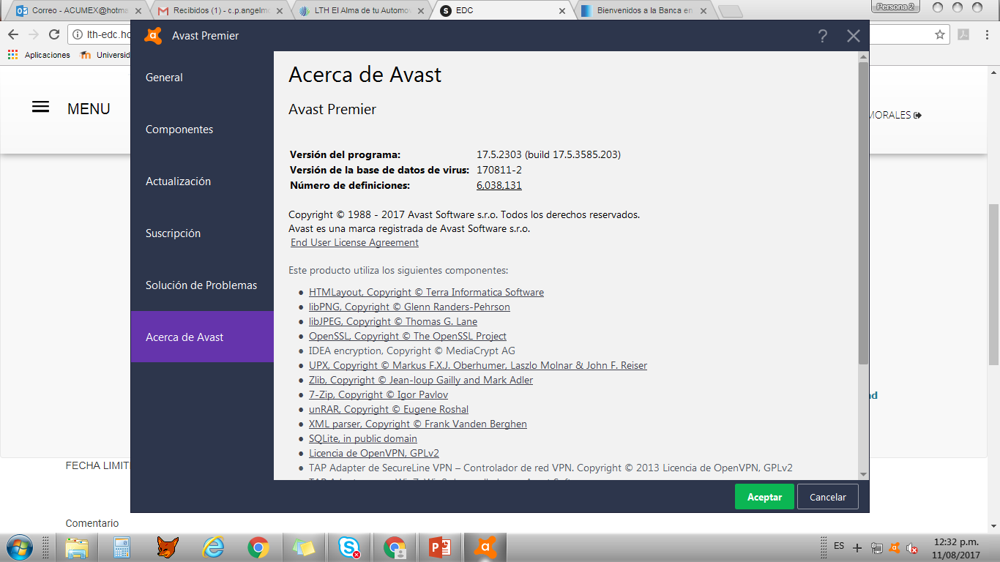 Correo - ACUMEX@hotma
Recibidos (1) - c.p.angelmo
LTH El Alma de tu Automov
EDC
Bienvenidos a la Banca en
Persona 2
lth-edc.ho
Aplicaciones
Universid
MENU
MORALES
Avast Premier
?
General
Componentes
Actualización
Suscripción
Solución de Problemas
Acerca de Avast
Acerca de Avast
Avast Premier
Versión del programa: 17.5.2303 (build 17.5.3585.203)
Versión de la base de datos de virus: 170811-2
Número de definiciones: 6,038,131
Copyright © 1988 - 2017 Avast Software s.r.o. Todos los derechos reservados.
Avast es una marca registrada de Avast Software s.r.o.
End User License Agreement
Este producto utiliza los siguientes componentes:
• HTMLayout, Copyright © Terra Informatica Software
• libPNG, Copyright © Glenn Randers-Pehrson
• libJPEG, Copyright © Thomas G. Lane
• OpenSSL, Copyright © The OpenSSL Project
• IDEA encryption, Copyright © MediaCrypt AG
• UPX, Copyright © Markus F.X.J. Oberhumer, Laszlo Molnar & John F. Reiser
• Zlib, Copyright © Jean-loup Gailly and Mark Adler
• 7-Zip, Copyright © Igor Pavlov
• unRAR, Copyright © Eugene Roshal
• XML parser, Copyright © Frank Vanden Berghen
• SQLite, in public domain
• Licencia de OpenVPN, GPLv2
• TAP Adapter de SecureLine VPN – Controlador de red VPN. Copyright © 2013 Licencia de OpenVPN, GPLv2
Aceptar
Cancelar
FECHA LIMIT
Comentario
ES
12:32 p.m.
11/08/2017